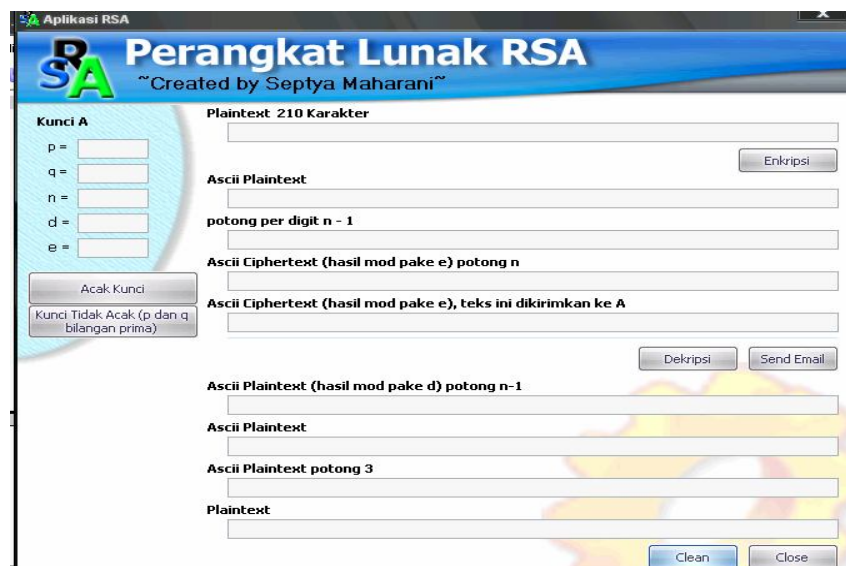 Aplikasi RSA
RSA
Perangkat Lunak RSA
~Created by Septya Maharani~
Kunci A
p =
q =
n =
d =
e =
Acak Kunci
Kunci Tidak Acak (p dan q
bilangan prima)
Plaintext 210 Karakter
Enkripsi
Ascii Plaintext
potong per digit n - 1
Ascii Ciphertext (hasil mod pake e) potong n
Ascii Ciphertext (hasil mod pake e), teks ini dikirimkan ke A
Dekripsi
Send Email
Ascii Plaintext (hasil mod pake d) potong n-1
Ascii Plaintext
Ascii Plaintext potong 3
Plaintext
Clean
Close